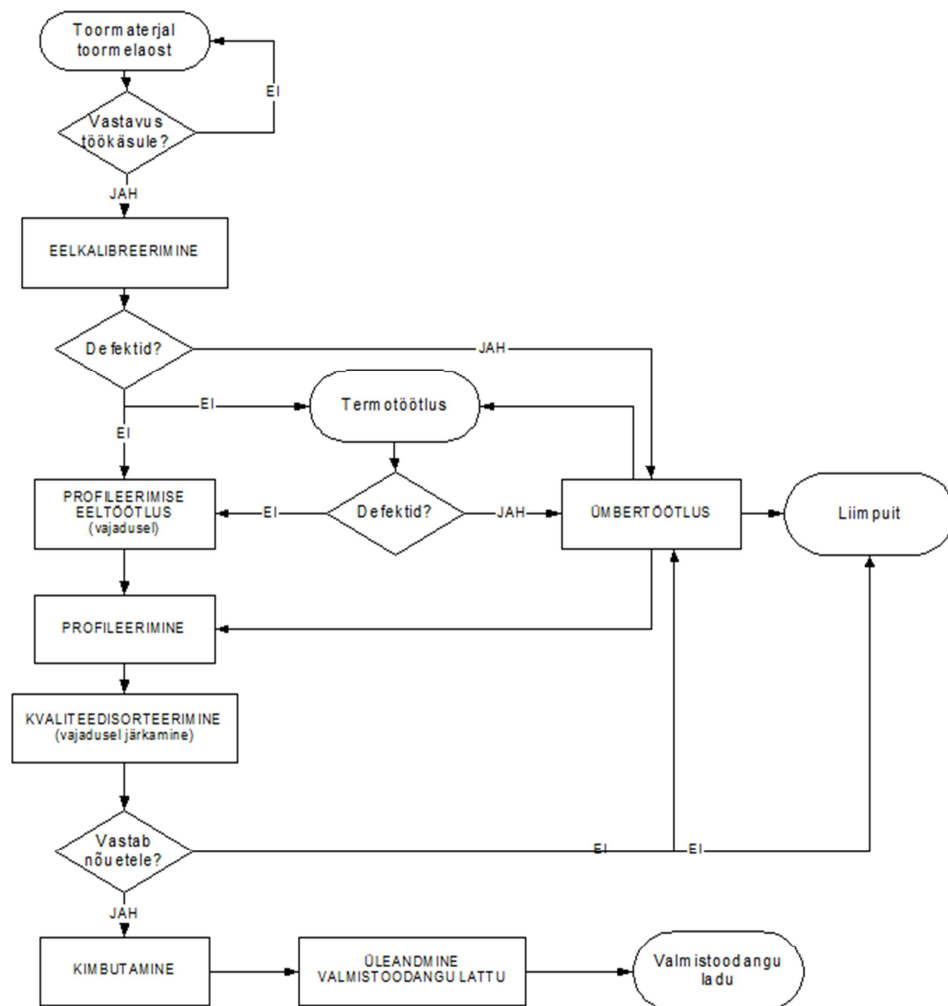 Toormaterjal
toormelaost
EI
Vastavus
töökäsule?
JAH
EELKALIBREERIMINE
Defektid?
JAH
EI
Termotöötlus
EI
PROFILEERIMISE
EELTÖÖTLUS
(vajadusel)
EI
Defektid?
JAH
ÜMBERTÖÖTLUS
Liimpuit
PROFILEERIMINE
KVALITEEDISORTEERIMINE
(vajadusel järkamine)
Vastab
nõuetele?
EI
EI
JAH
KIMBUTAMINE
ÜLEANDMINE
VALMISTOODANGU LATTU
Valmistoodangu
ladu